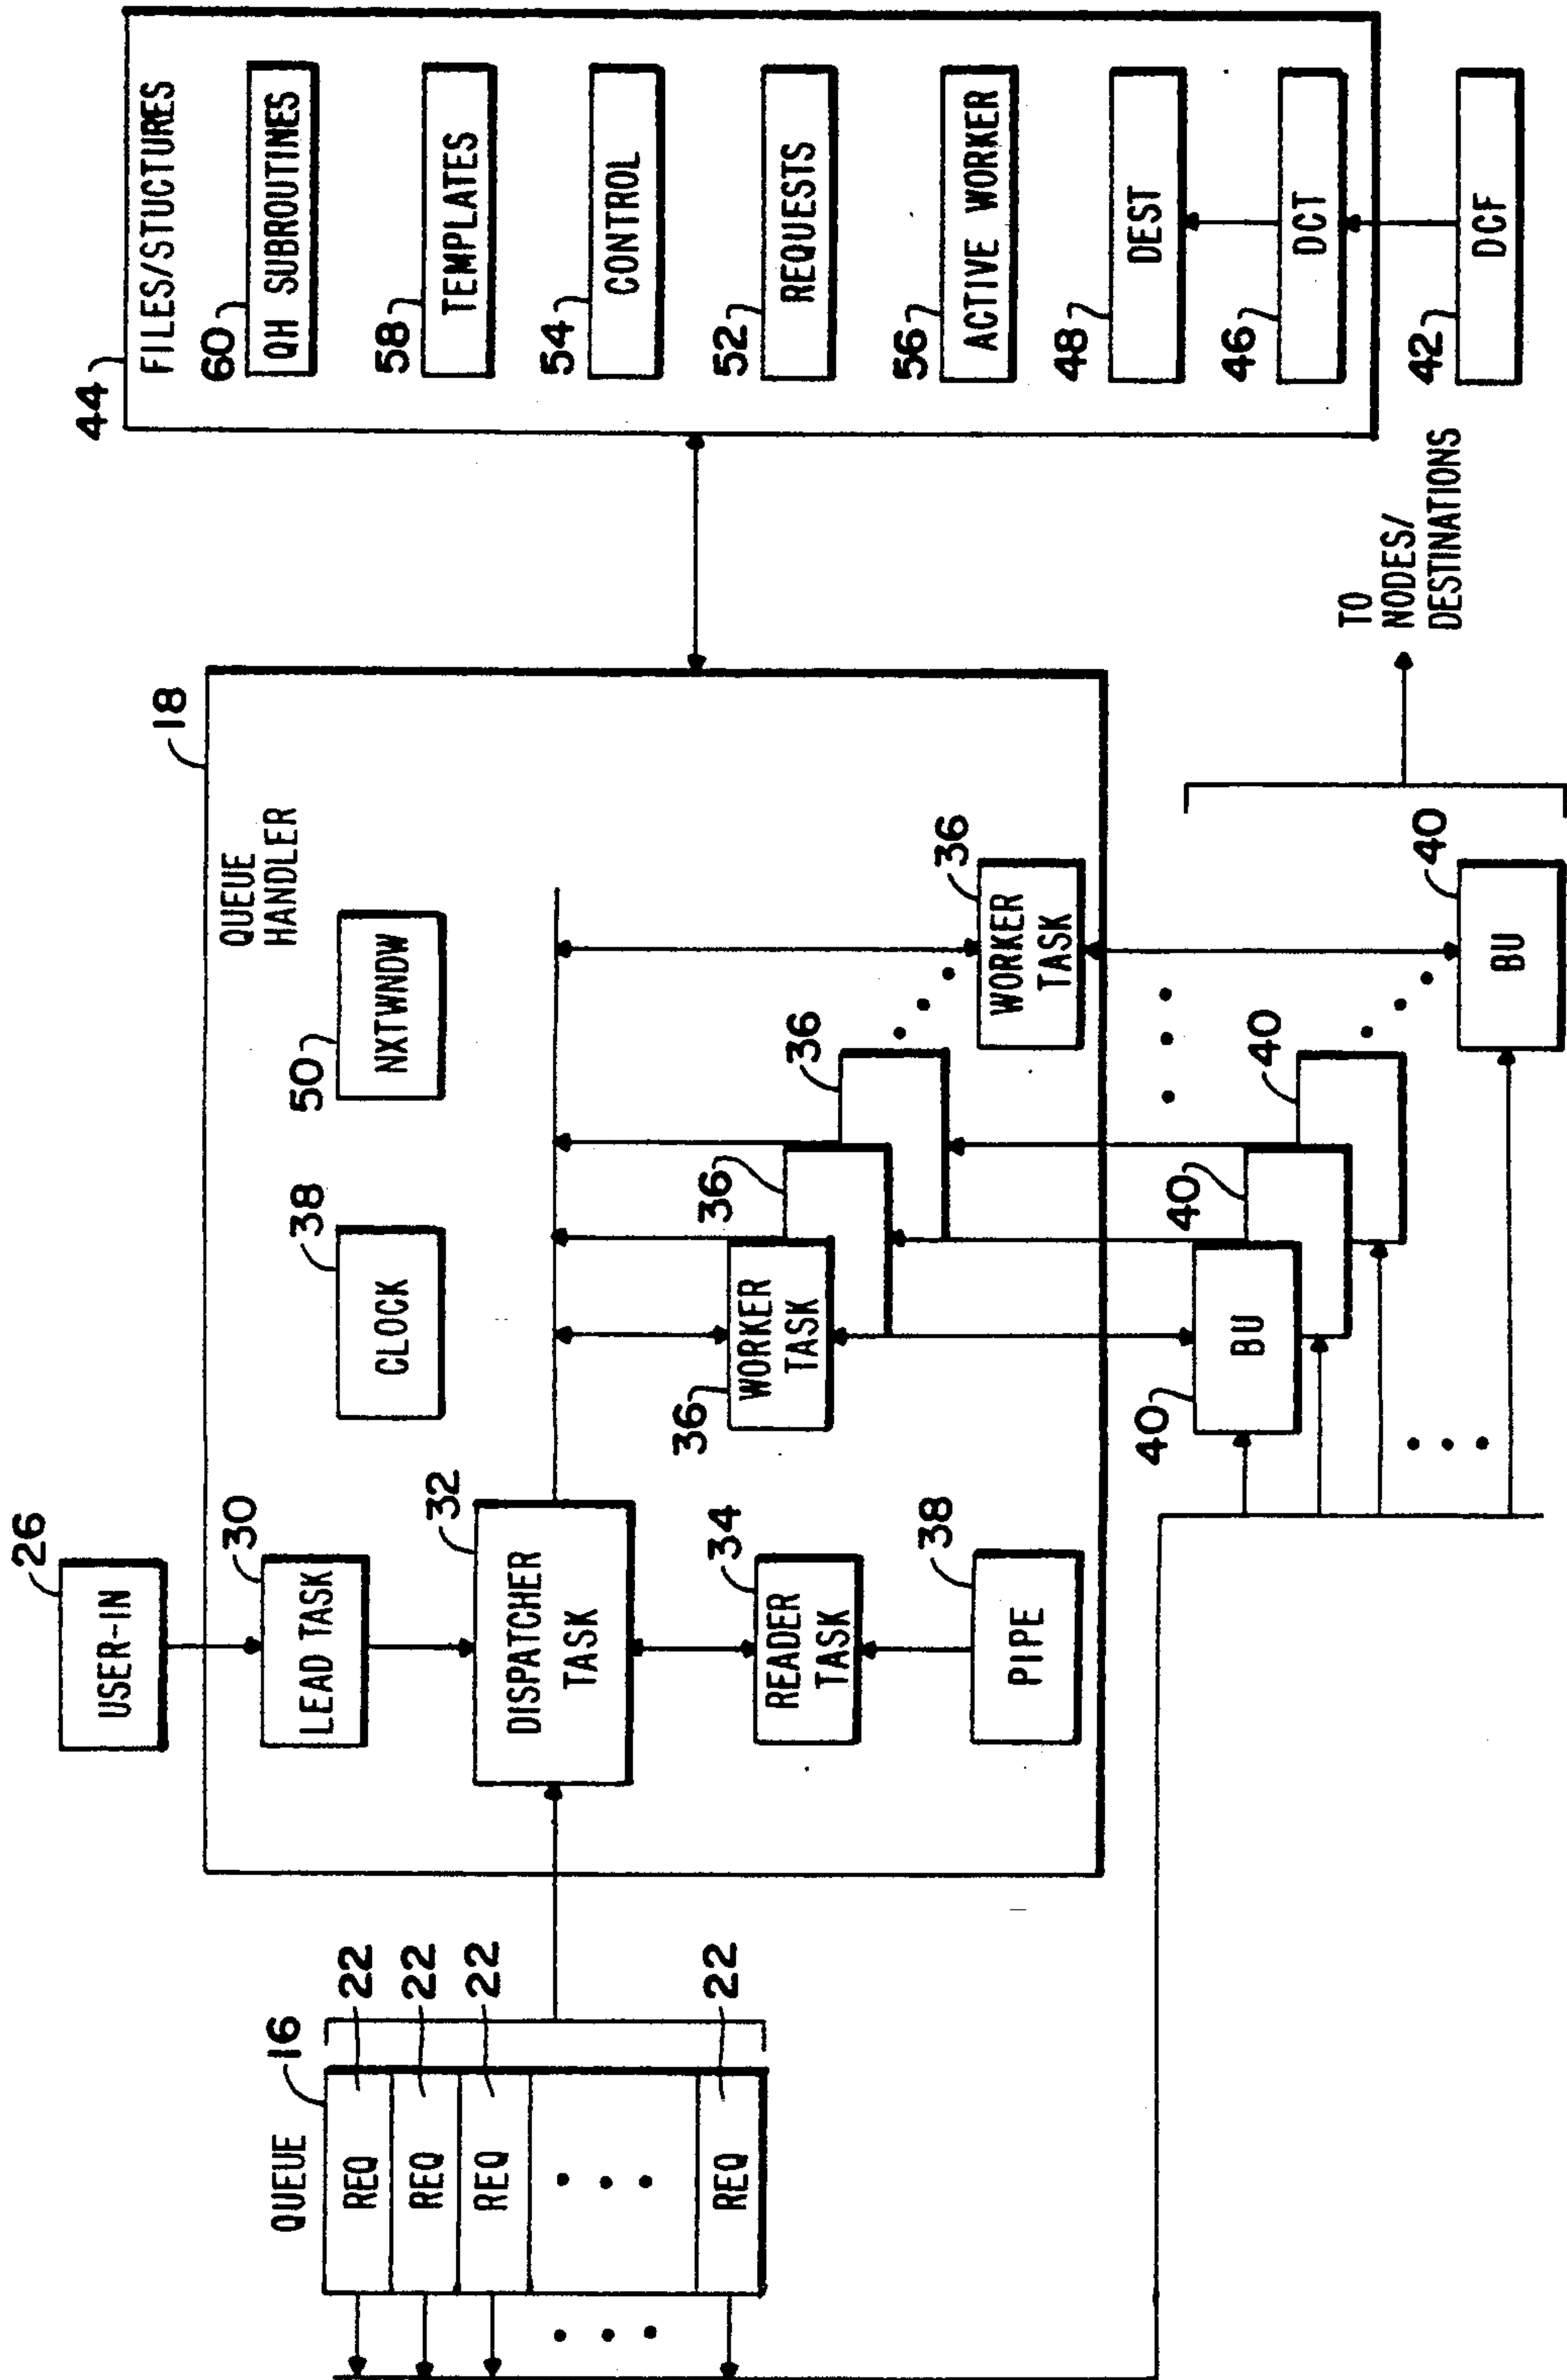 QUEUE
16
REQ
22
REQ
22
REQ
22
REQ
22
26
USER-IN
18
QUEUE
HANDLER
30
LEAD TASK
32
DISPATCHER
TASK
34
READER
TASK
38
PIPE
38
CLOCK
50
NXTWNDW
36
WORKER
TASK
36
36
36
WORKER
TASK
40
BU
40
40
40
BU
TO
NODES/
DESTINATIONS
44
FILES/STUCTURES
60
QH SUBROUTINES
58
TEMPLATES
54
CONTROL
52
REQUESTS
56
ACTIVE WORKER
48
DEST
46
DCT
42
DCF